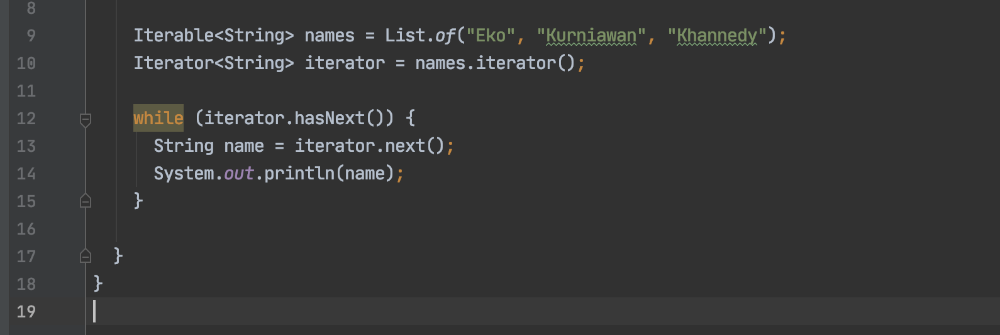 8
9 Iterable<String> names = List.of("Eko", "Kurniawan", "Khannedy");
10 Iterator<String> iterator = names.iterator();
11
12 while (iterator.hasNext()) {
13 String name = iterator.next();
14 System.out.println(name);
15 }
16
17 }
18 }
19